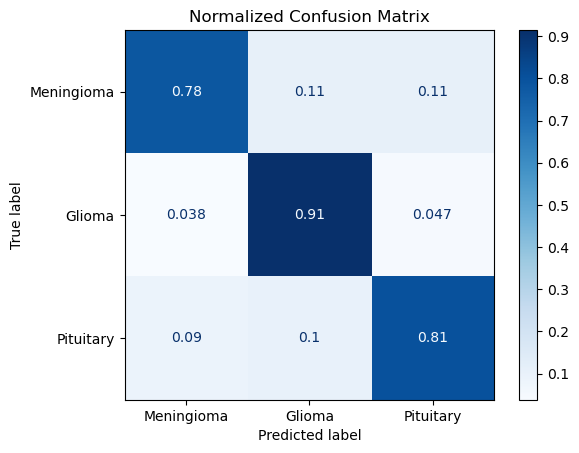 Normalized Confusion Matrix
True label
Meningioma 0.78 0.11 0.11
Glioma 0.038 0.91 0.047
Pituitary 0.09 0.1 0.81
Meningioma Glioma Pituitary
Predicted label
0.9
0.8
0.7
0.6
0.5
0.4
0.3
0.2
0.1